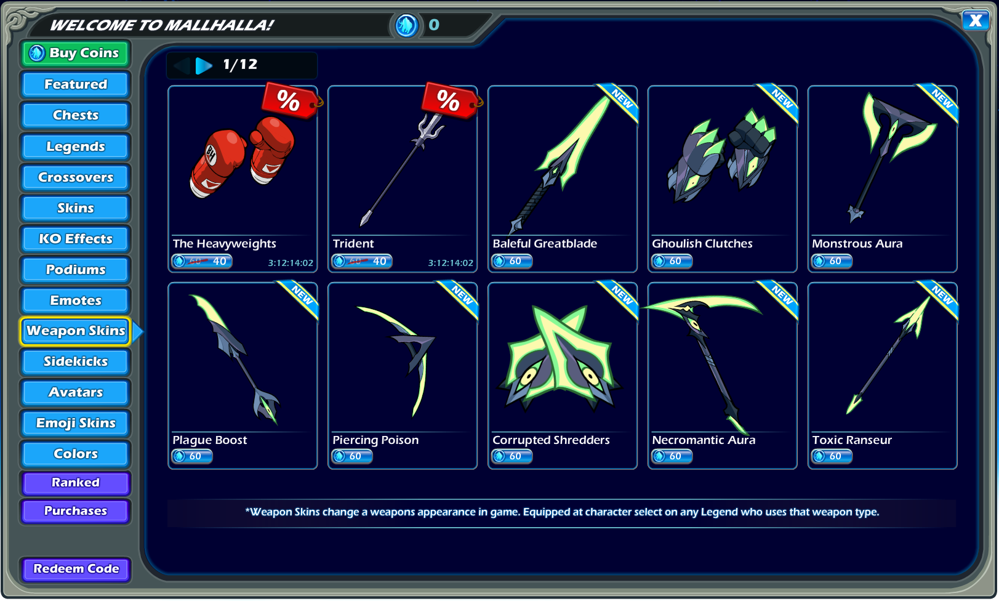 WELCOME TO MALLHALLA!
0
X
Buy Coins
Featured
Chests
Legends
Crossovers
Skins
KO Effects
Podiums
Emotes
Weapon Skins
Sidekicks
Avatars
Emoji Skins
Colors
Ranked
Purchases
Redeem Code
1/12
%
BH
The Heavyweights
60 40
3:12:14:02
%
Trident
60 40
3:12:14:02
NEW
Baleful Greatblade
60
NEW
Ghoulish Clutches
60
NEW
Monstrous Aura
60
NEW
Plague Boost
60
NEW
Piercing Poison
60
NEW
Corrupted Shredders
60
NEW
Necromantic Aura
60
NEW
Toxic Ranseur
60
*Weapon Skins change a weapons appearance in game. Equipped at character select on any Legend who uses that weapon type.